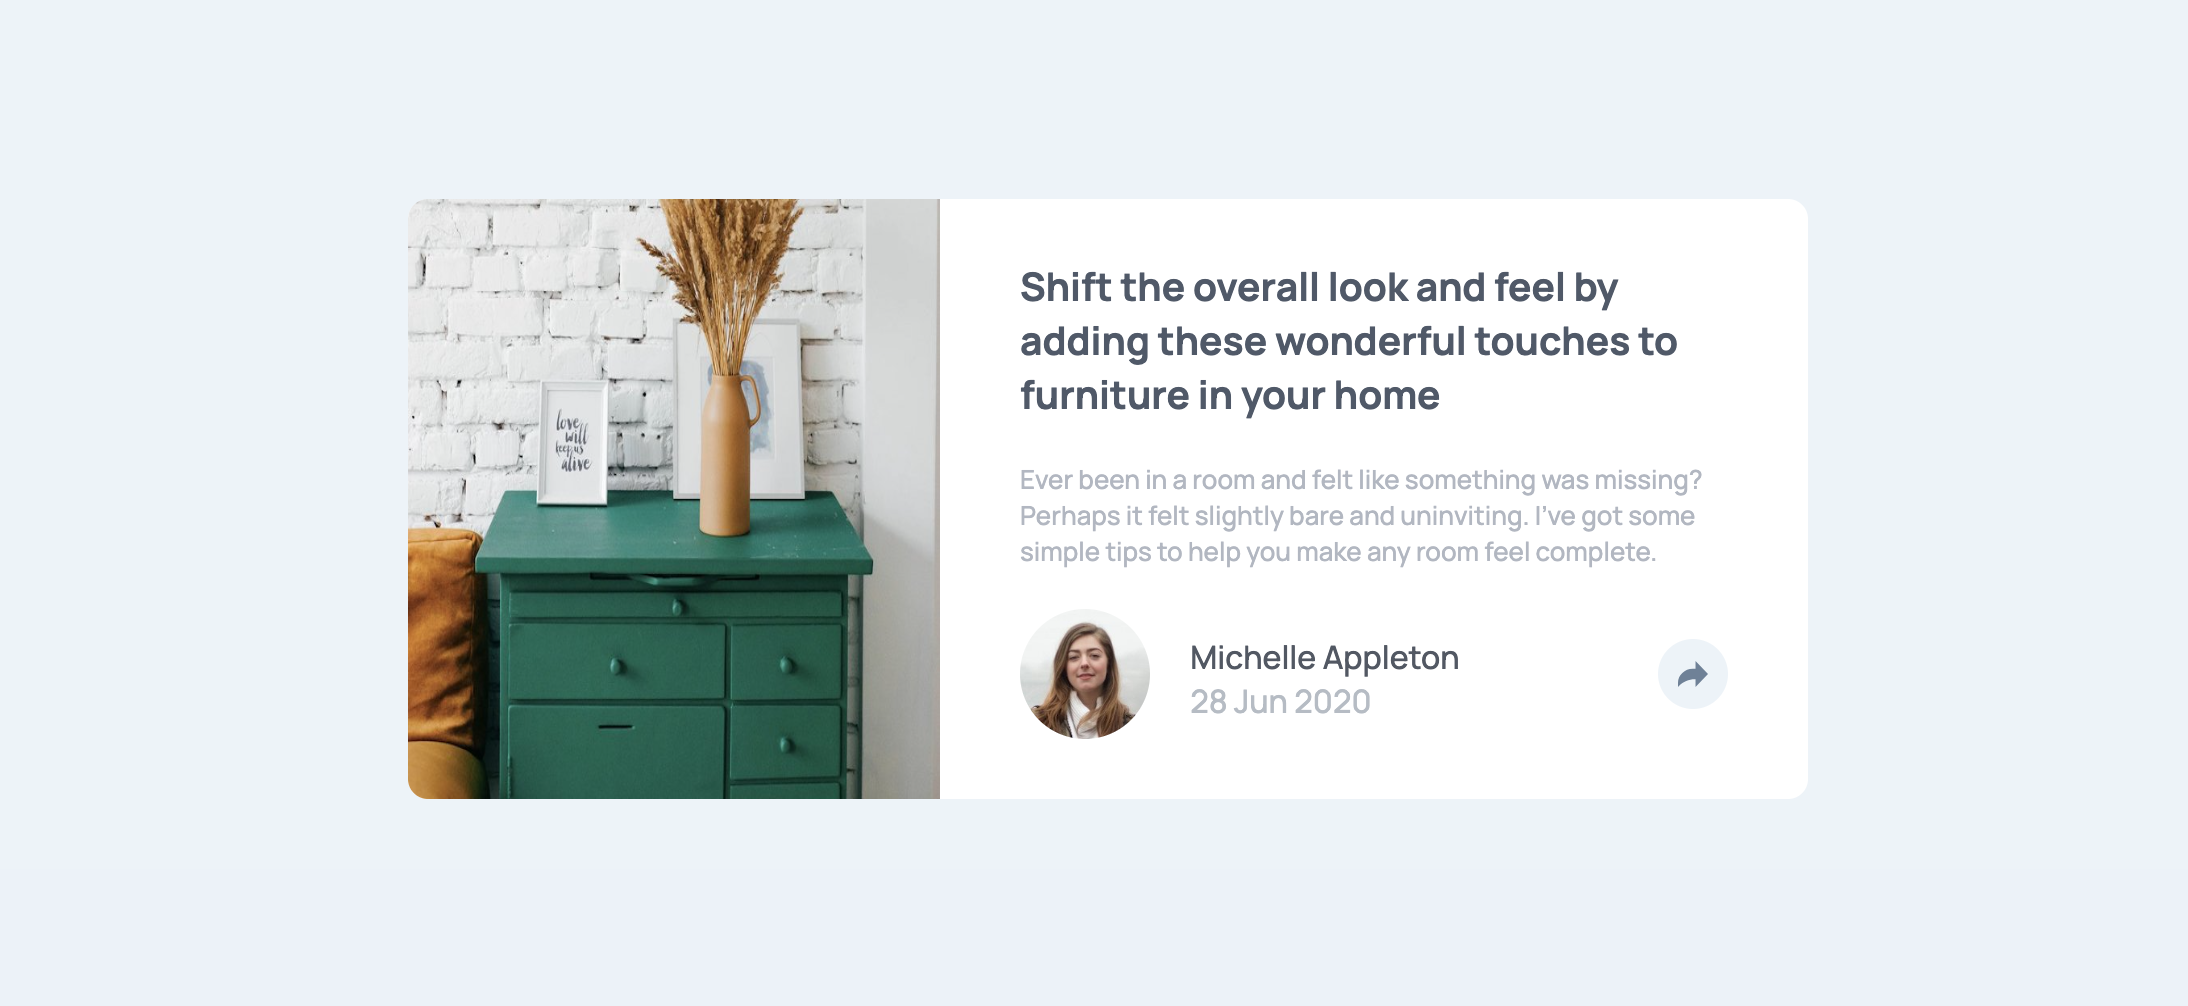 love
will
keep us
alive
Shift the overall look and feel by
adding these wonderful touches to
furniture in your home
Ever been in a room and felt like something was missing?
Perhaps it felt slightly bare and uninviting. I’ve got some
simple tips to help you make any room feel complete.
Michelle Appleton
28 Jun 2020